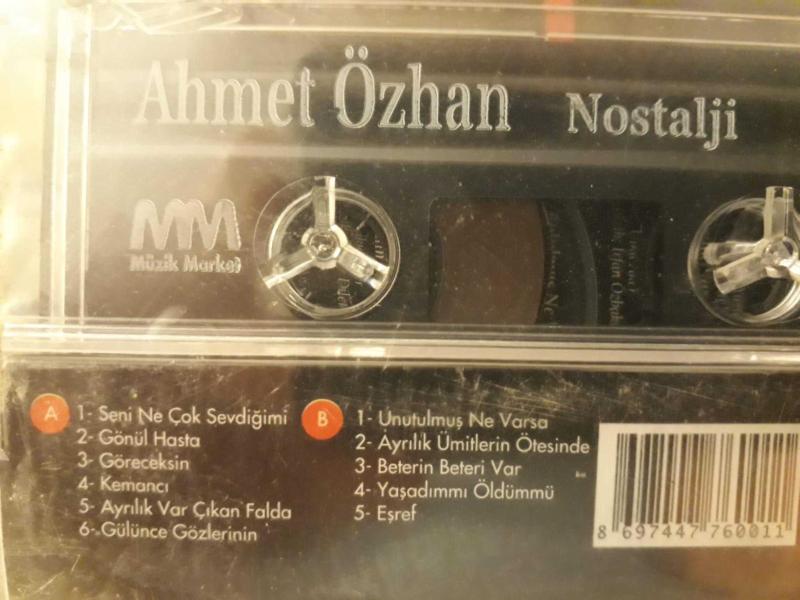 Ahmet Özhan Nostalji
MM
Müzik Market
A
1- Seni Ne Çok Sevdiğimi
2- Gönül Hasta
3- Göreceksin
4- Kemancı
5- Ayrılık Var Çıkan Falda
6- Gülünce Gözlerinin
B
1- Unutulmuş Ne Varsa
2- Ayrılık Ümitlerin Ötesinde
3- Beterin Beteri Var
4- Yaşadımmı Öldümmü
5- Eşref
8 697447 760011